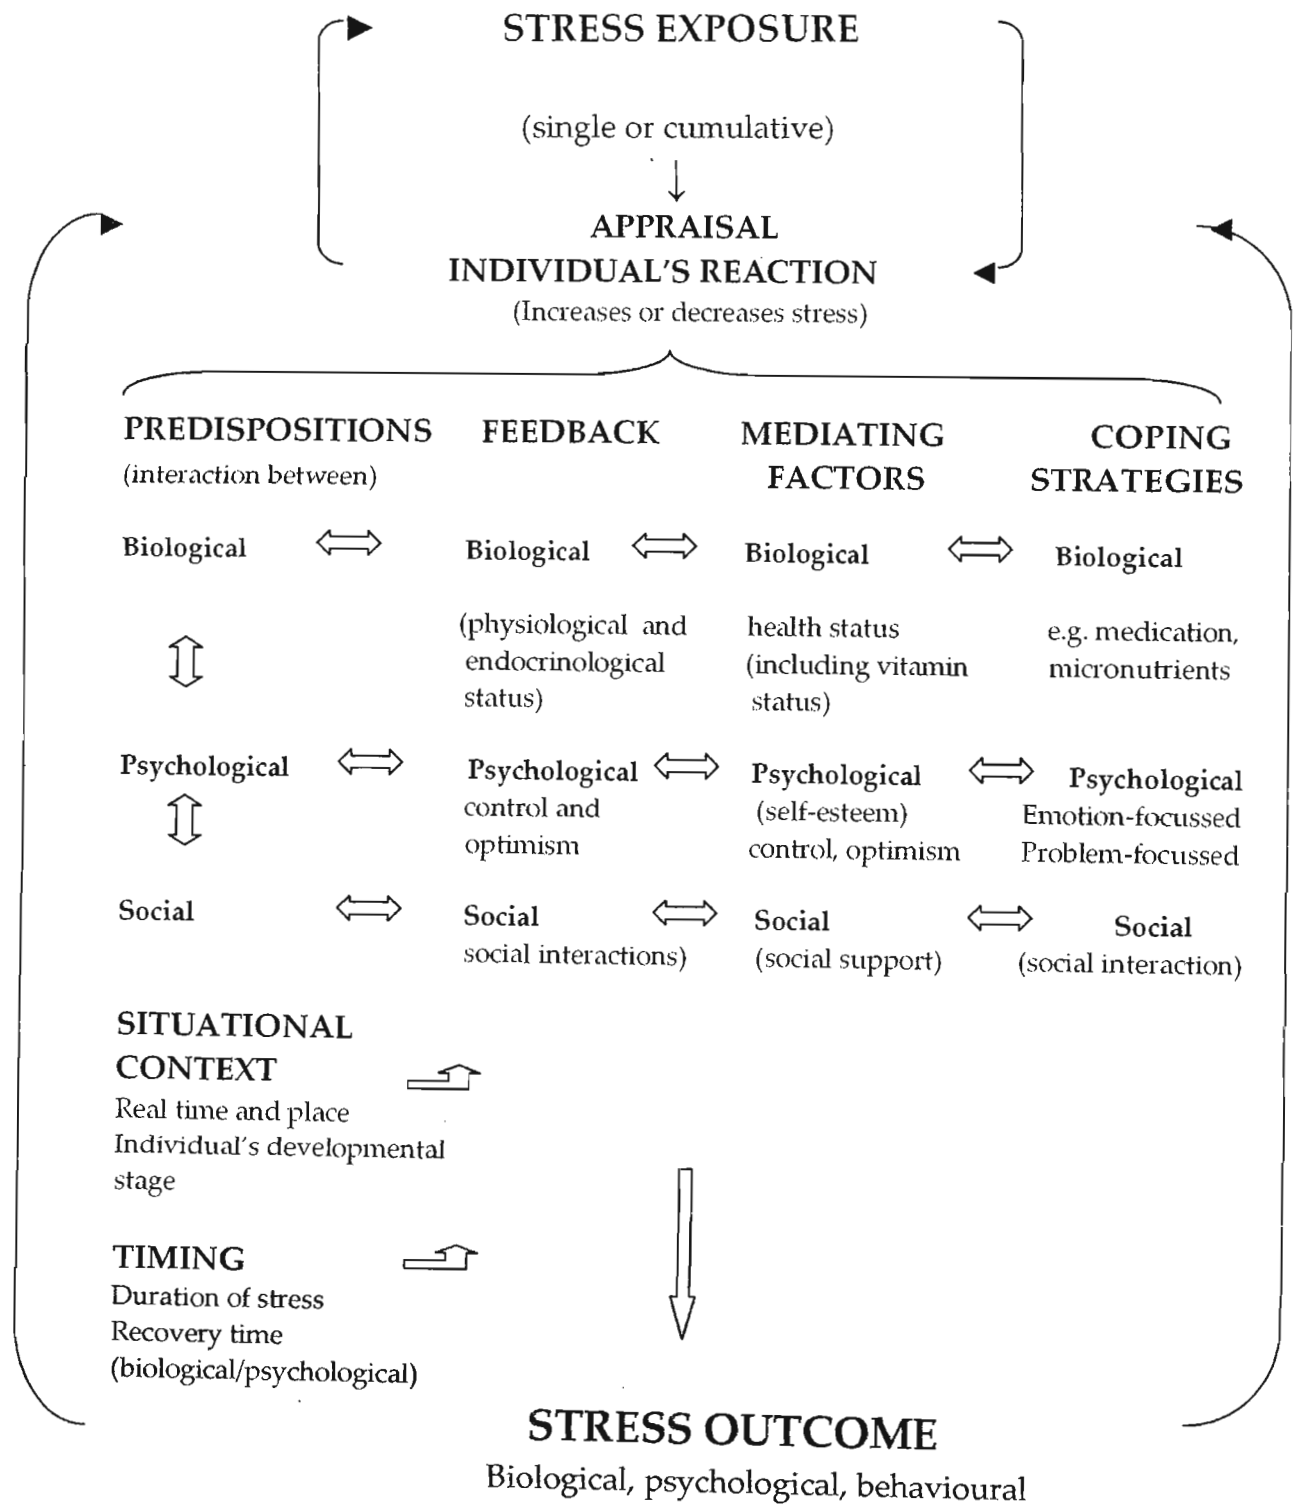 STRESS EXPOSURE
(single or cumulative)
APPRAISAL
INDIVIDUAL'S REACTION
(Increases or decreases stress)
PREDISPOSITIONS
(interaction between)
FEEDBACK
MEDIATING
FACTORS
COPING
STRATEGIES
Biological
Biological
Biological
Biological
(physiological and
endocrinological
status)
health status
(including vitamin
status)
e.g. medication,
micronutrients
Psychological
Psychological
control and
optimism
Psychological
(self-esteem)
control, optimism
Psychological
Emotion-focussed
Problem-focussed
Social
Social
social interactions)
Social
(social support)
Social
(social interaction)
SITUATIONAL
CONTEXT
Real time and place
Individual's developmental
stage
TIMING
Duration of stress
Recovery time
(biological/psychological)
STRESS OUTCOME
Biological, psychological, behavioural